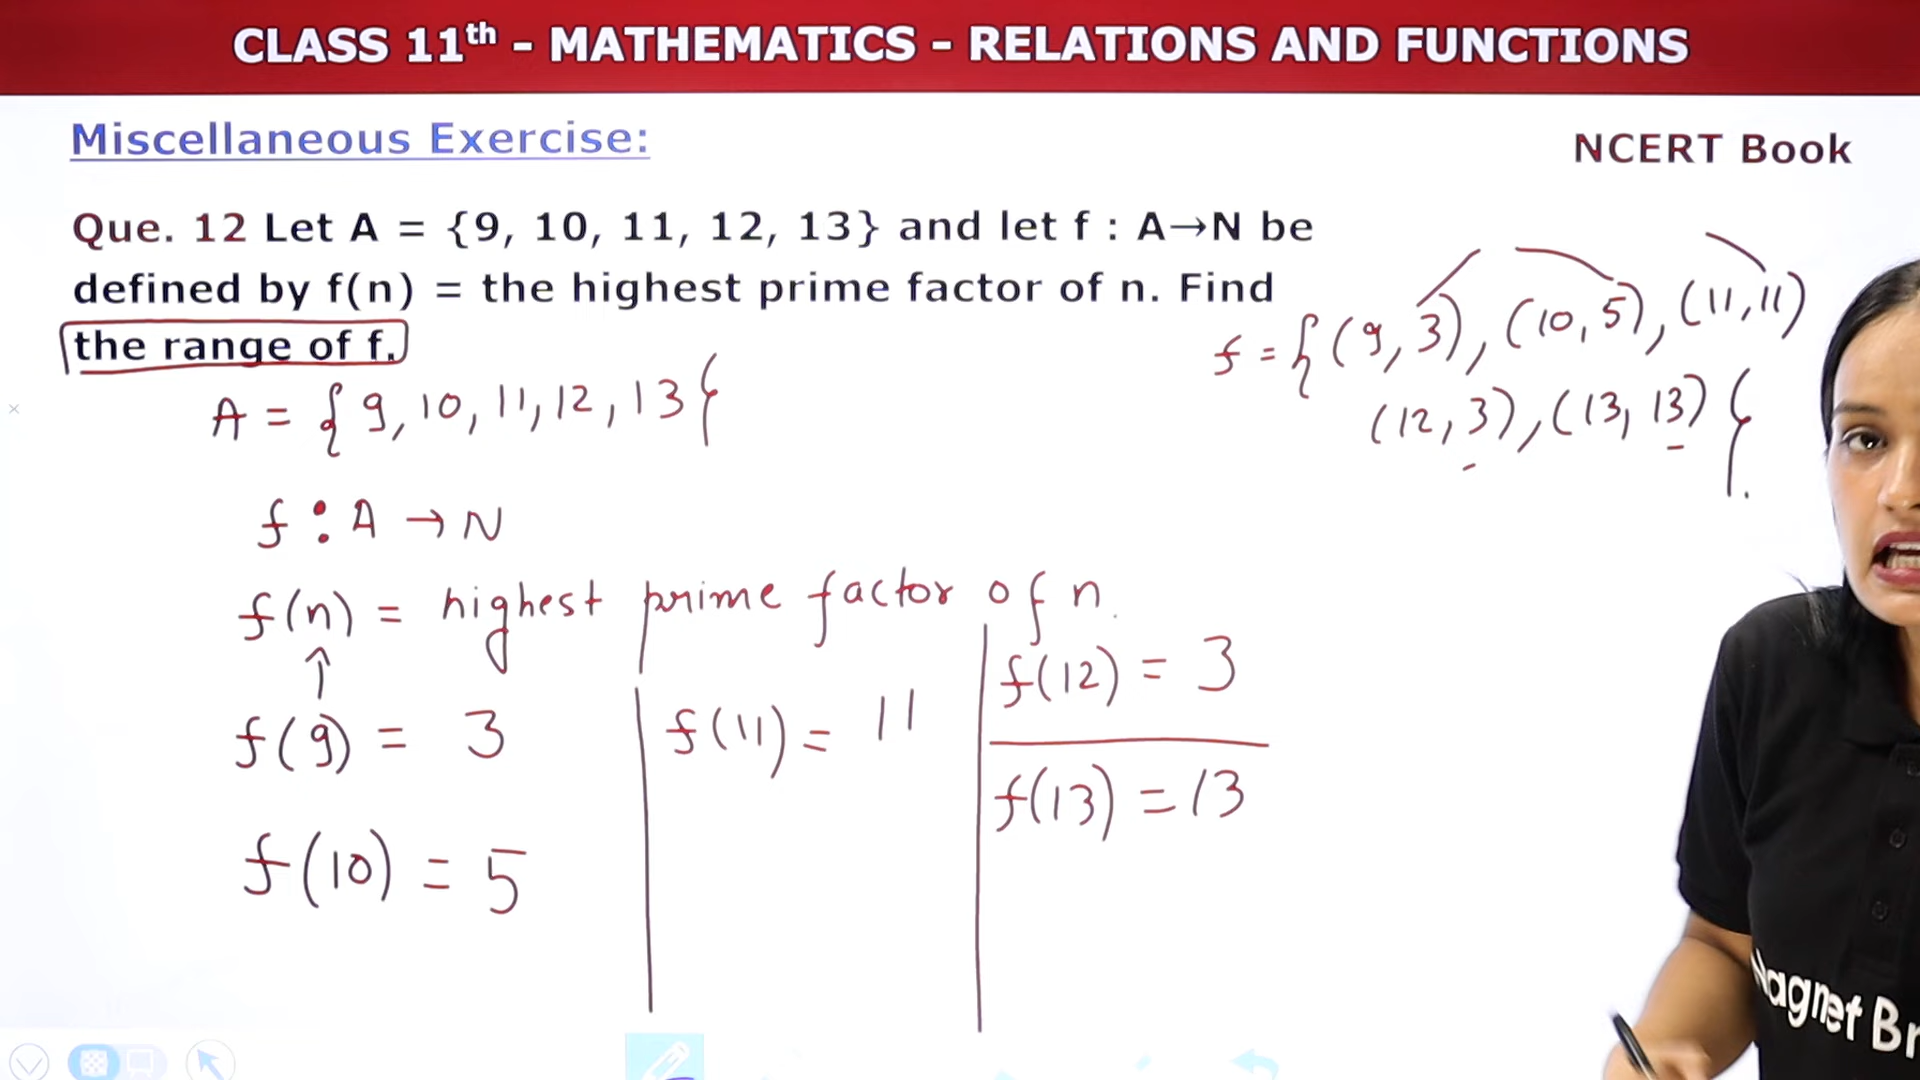 CLASS 11th – MATHEMATICS – RELATIONS AND FUNCTIONS
Miscellaneous Exercise:
NCERT Book
Que. 12 Let A = {9, 10, 11, 12, 13} and let f : A→N be
defined by f(n) = the highest prime factor of n. Find
the range of f.
f = {(9, 3), (10, 5), (11, 11)
(12, 3), (13, 13)}.
A = {9, 10, 11, 12, 13}
f : A → N
f(n) = highest prime factor of n.
↑
f(9) = 3
f(10) = 5
f(11) = 11
f(12) = 3
f(13) = 13